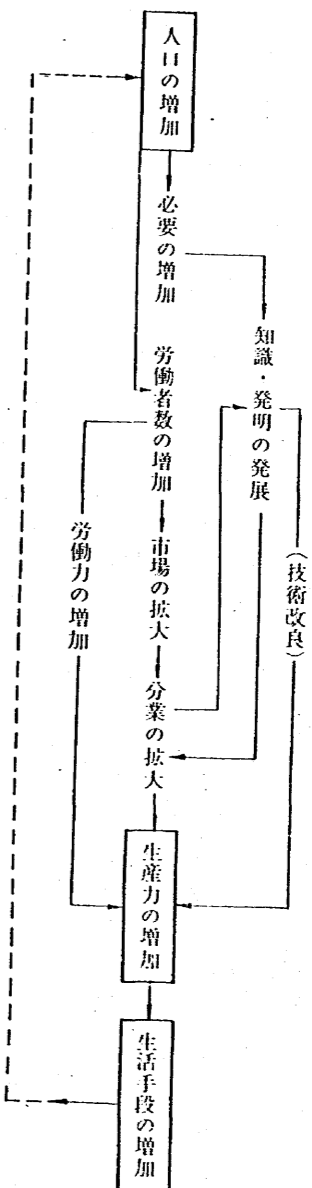 人口の増加
必要の増加
知識・発明の発展
(技術改良)
労働者数の増加
市場の拡大
分業の拡大
労働力の増加
生産力の増加
生活手段の増加